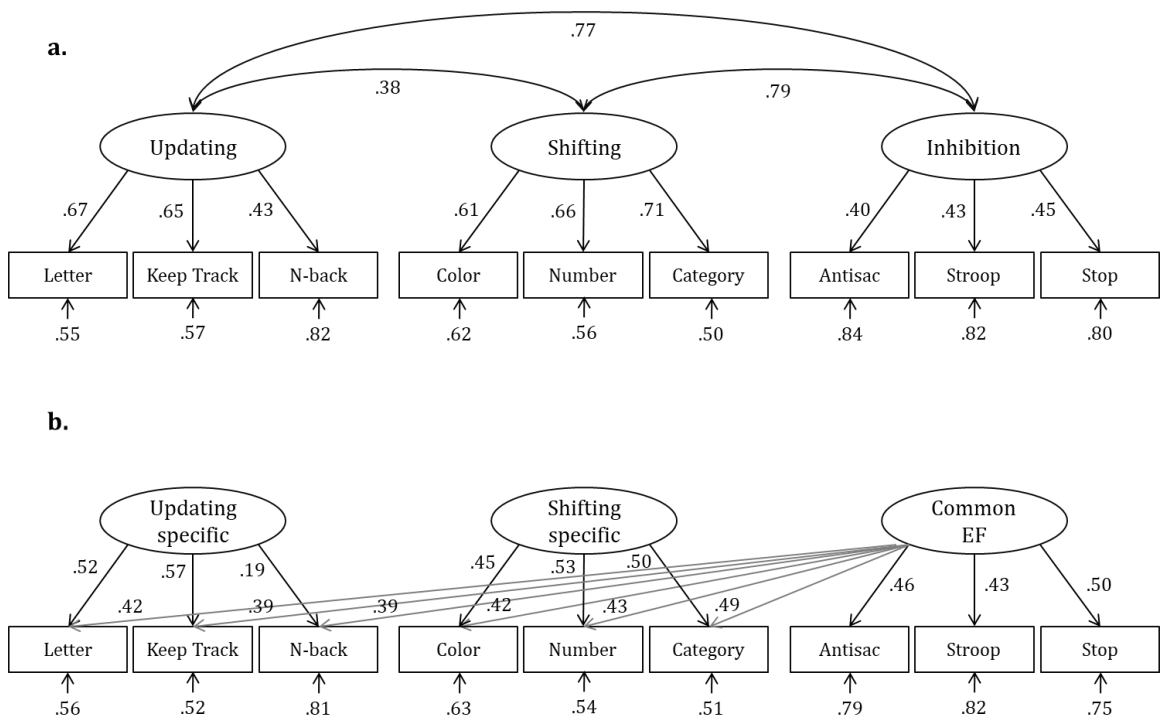 a.
.77
.38 .79
Updating Shifting Inhibition
.67 .65 .43 .61 .66 .71 .40 .43 .45
Letter Keep Track N-back Color Number Category Antisac Stroop Stop
.55 .57 .82 .62 .56 .50 .84 .82 .80
b.
Updating Shifting Common
specific specific EF
.52 .57 .19 .45 .53 .50 .46 .43 .50
.42 .39 .39 .42 .43 .49
Letter Keep Track N-back Color Number Category Antisac Stroop Stop
.56 .52 .81 .63 .54 .51 .79 .82 .75